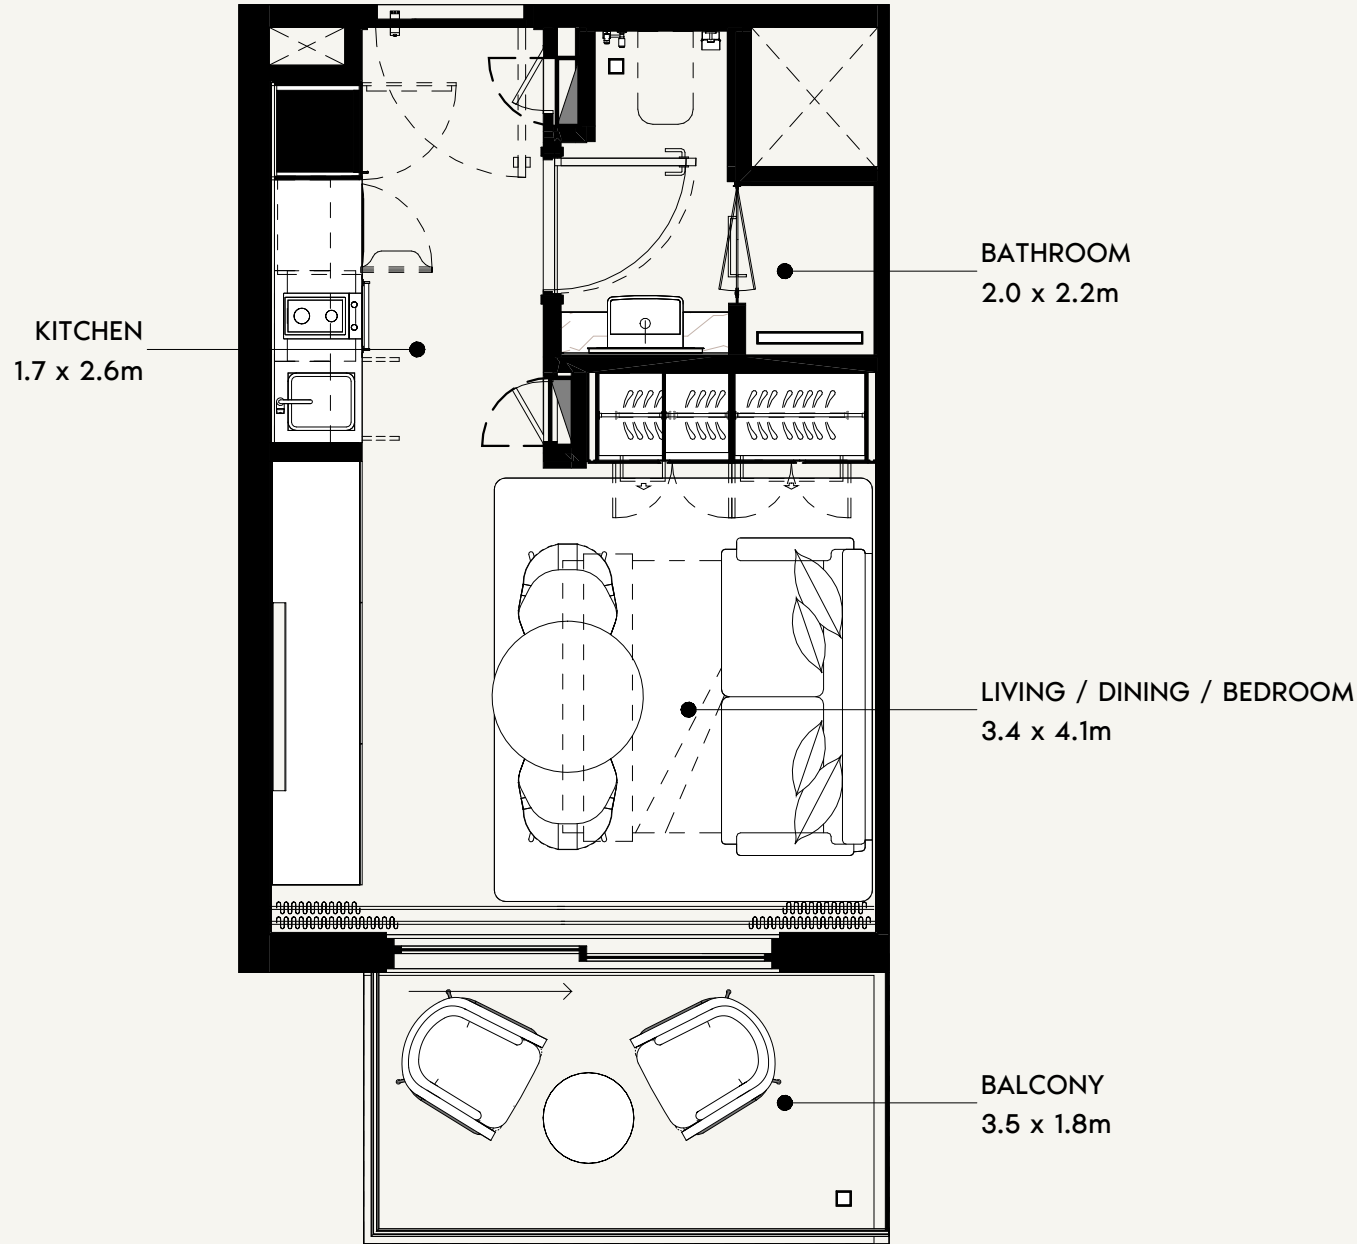 BATHROOM
2.0 x 2.2m
KITCHEN
1.7 x 2.6m
LIVING / DINING / BEDROOM
3.4 x 4.1m
BALCONY
3.5 x 1.8m